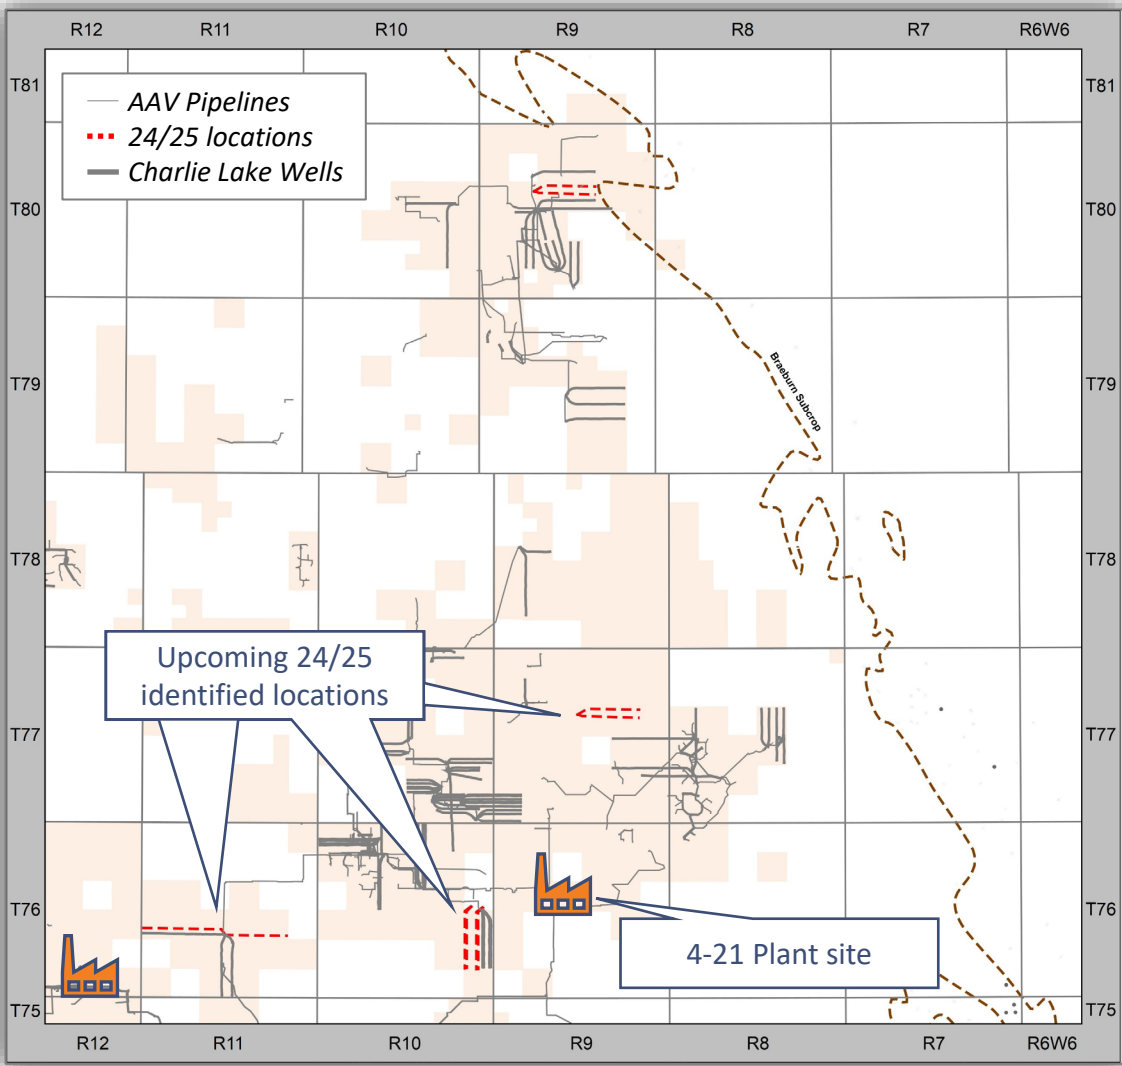 R12 R11 R10 R9 R8 R7 R6W6
T81 T81
AAV Pipelines
24/25 locations
Charlie Lake Wells
T80 T80
Braeburn Subcrop
T79 T79
T78 T78
Upcoming 24/25
identified locations
T77 T77
T76 T76
4-21 Plant site
T75 T75
R12 R11 R10 R9 R8 R7 R6W6